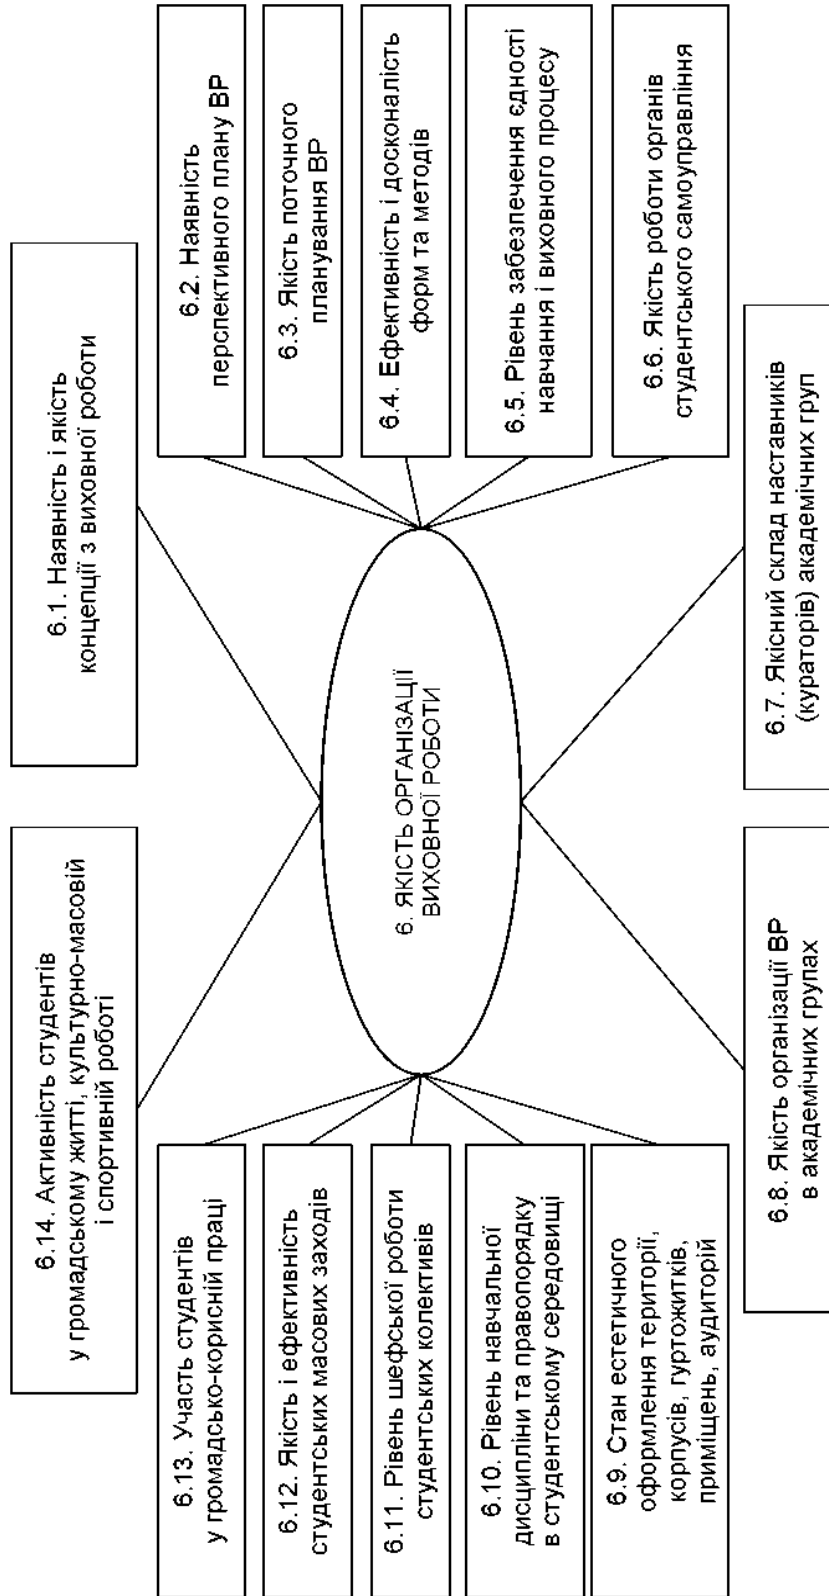 6.1. Наявність і якість
концепції з виховної роботи
6.2. Наявність
перспективного плану ВР
6.3. Якість поточного
планування ВР
6.4. Ефективність і досконалість
форм та методів
6.5. Рівень забезпечення єдності
навчання і виховного процесу
6.6. Якість роботи органів
студентського самоуправління
6.7. Якісний склад наставників
(кураторів) академічних груп
6. ЯКІСТЬ ОРГАНІЗАЦІЇ
ВИХОВНОЇ РОБОТИ
6.14. Активність студентів
у громадському житті, культурно-масовій
і спортивній роботі
6.13. Участь студентів
у громадсько-корисній праці
6.12. Якість і ефективність
студентських масових заходів
6.11. Рівень шефської роботи
студентських колективів
6.10. Рівень навчальної
дисципліни та правопорядку
в студентському середовищі
6.9. Стан естетичного
оформлення території,
корпусів, гуртожитків,
приміщень, аудиторій
6.8. Якість організації ВР
в академічних групах